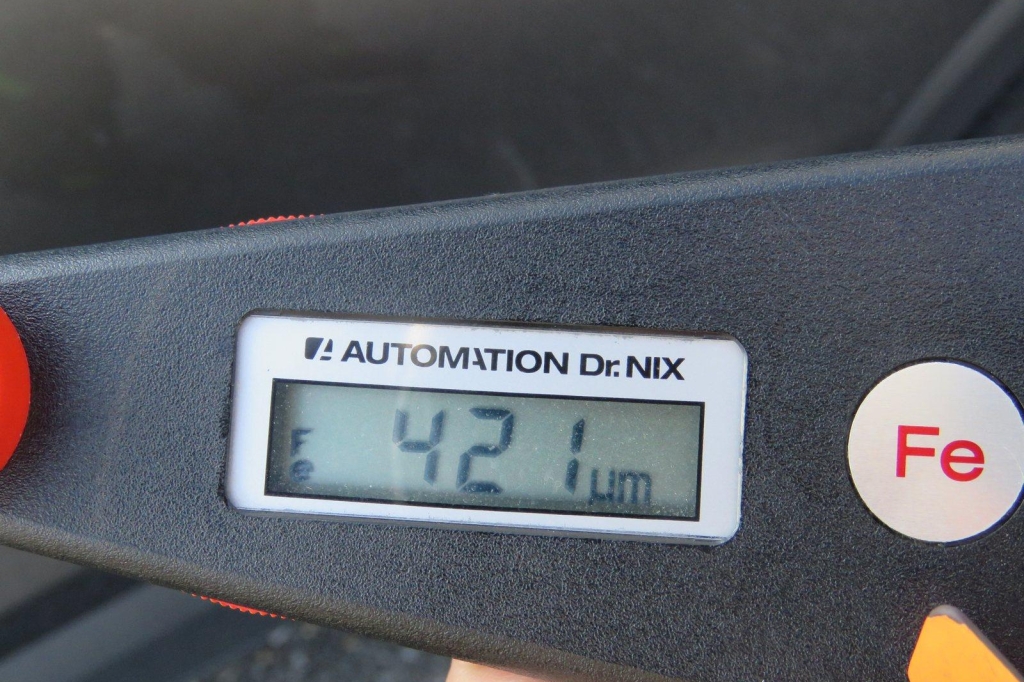 AUTOMATION Dr. NIX
Fe 421 µm
Fe